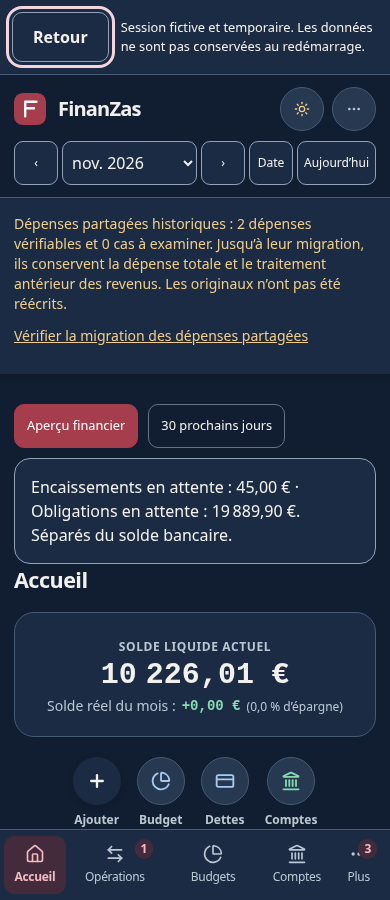 Retour
Session fictive et temporaire. Les données
ne sont pas conservées au redémarrage.
FinanZas
‹
nov. 2026
›
Date
Aujourd’hui
Dépenses partagées historiques : 2 dépenses
vérifiables et 0 cas à examiner. Jusqu’à leur migration,
ils conservent la dépense totale et le traitement
antérieur des revenus. Les originaux n’ont pas été
réécrits.
Vérifier la migration des dépenses partagées
Aperçu financier
30 prochains jours
Encaissements en attente : 45,00 € ·
Obligations en attente : 19 889,90 €.
Séparés du solde bancaire.
Accueil
SOLDE LIQUIDE ACTUEL
10 226,01 €
Solde réel du mois : +0,00 € (0,0 % d’épargne)
Ajouter
Budget
Dettes
Comptes
1
3
Accueil
Opérations
Budgets
Comptes
Plus